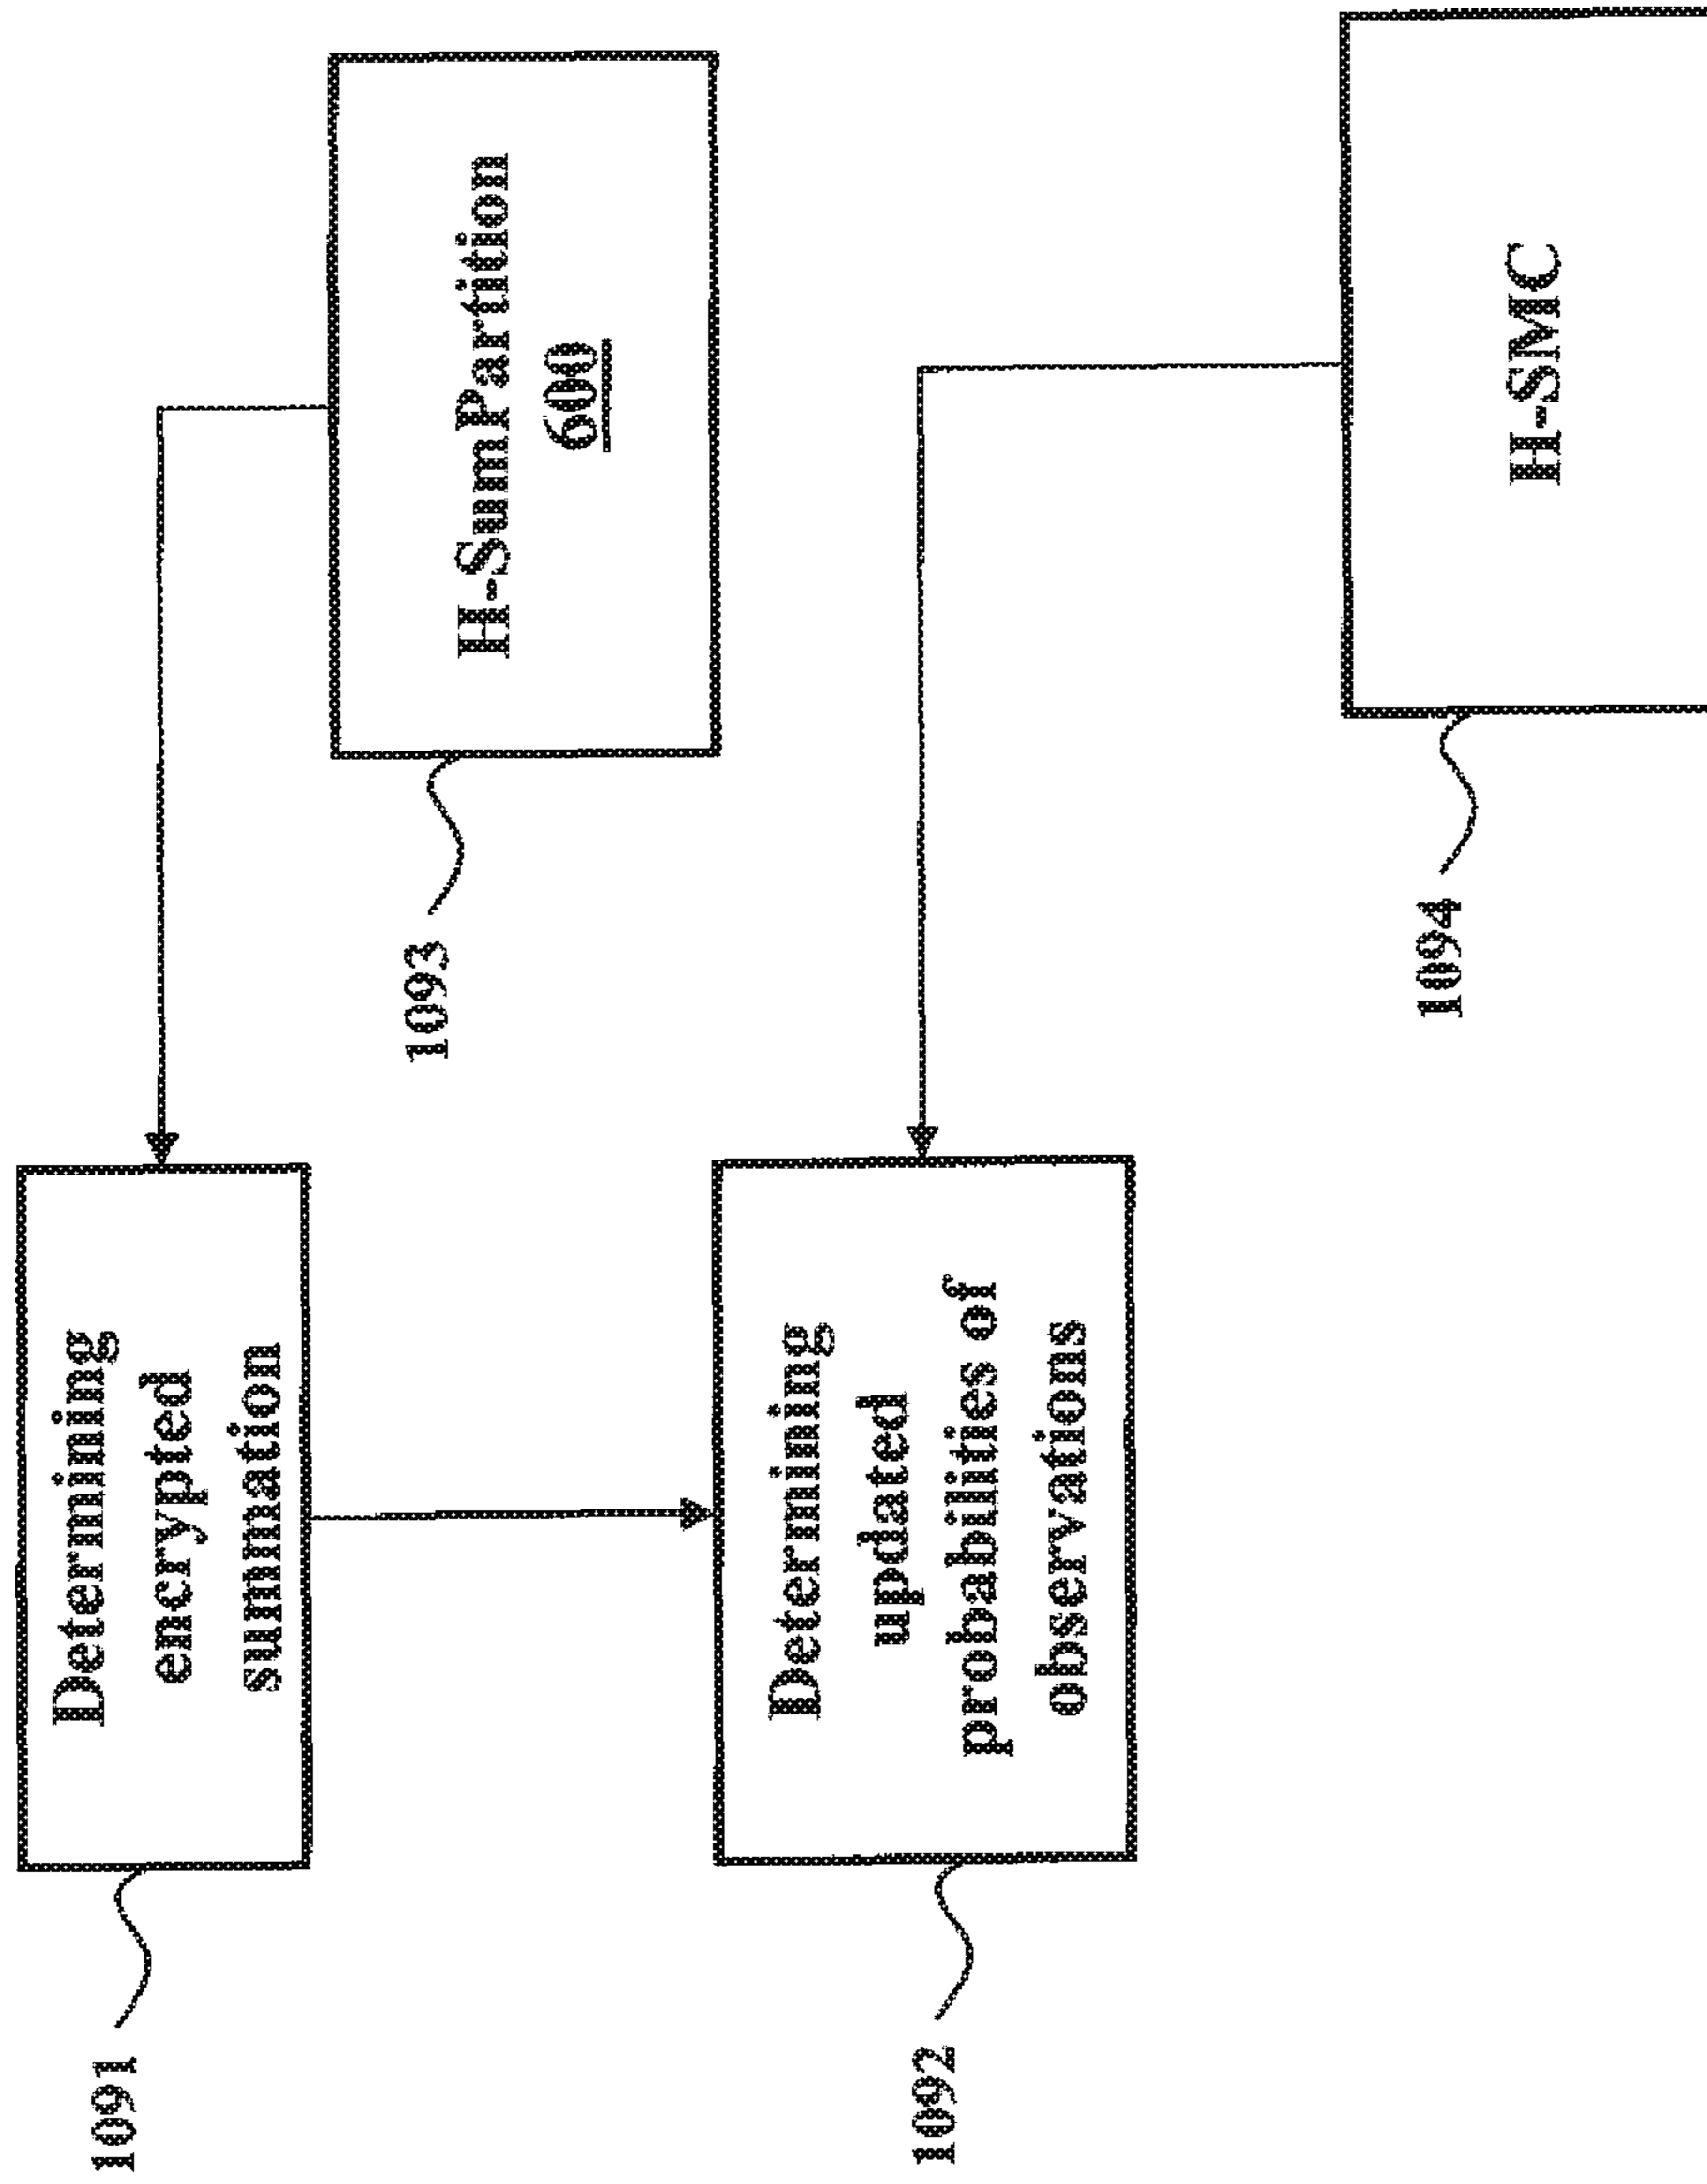 1091
Determining
encrypted
summation
1093
H-SumPartition
600
1092
Determining
updated
probabilities of
observations
1094
H-SMC